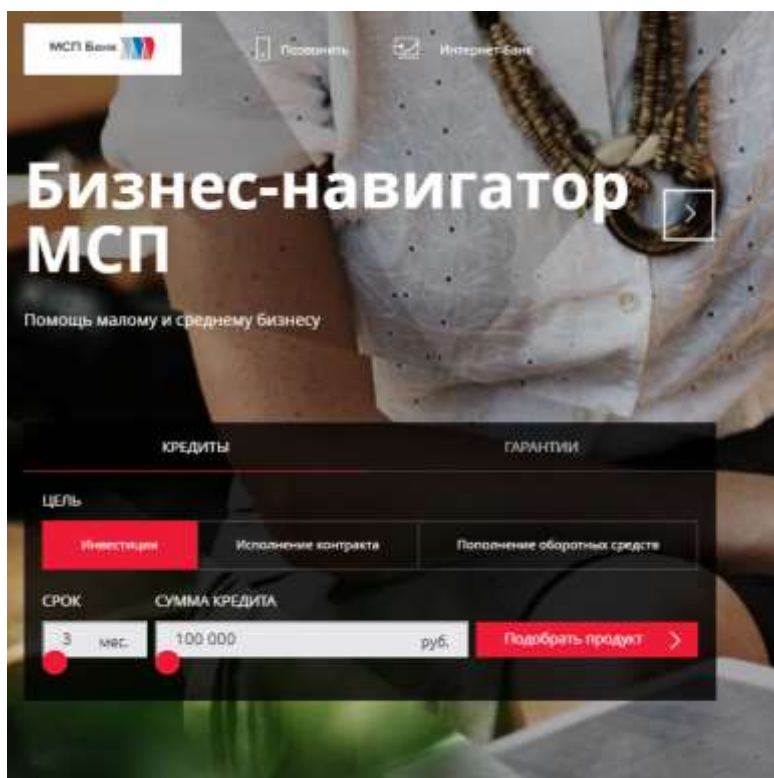 МСП Банк
Позвонить
Интернет-Банк
Бизнес-навигатор
МСП
Помощь малому и среднему бизнесу
КРЕДИТЫ
ГАРАНТИИ
ЦЕЛЬ
Инвестиции
Исполнение контракта
Пополнение оборотных средств
СРОК
СУММА КРЕДИТА
3 мес.
100 000 руб.
Подобрать продукт